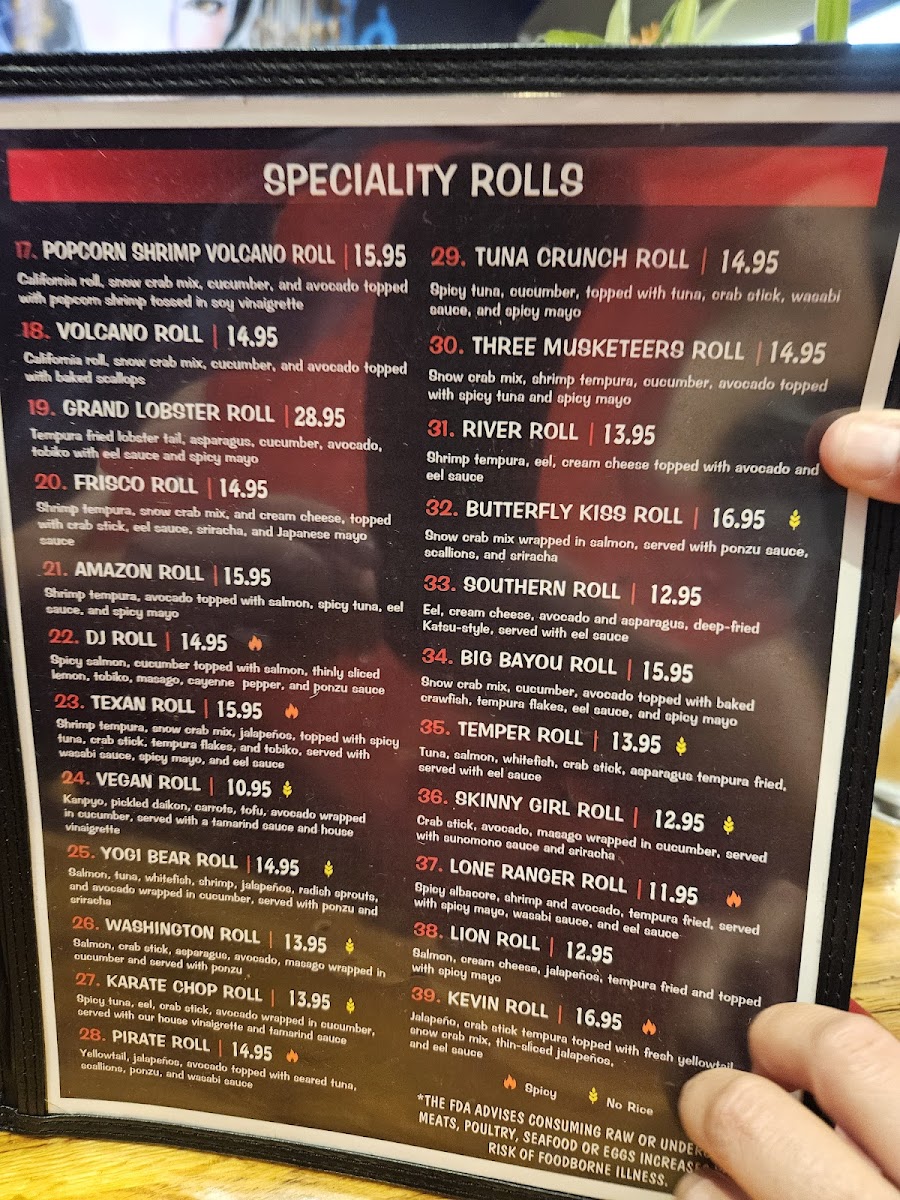 SPECIALITY ROLLS
17. POPCORN SHRIMP VOLCANO ROLL | 15.95
California roll, snow crab mix, cucumber, and avocado topped
with popcorn shrimp tossed in soy vinaigrette
18. VOLCANO ROLL | 14.95
California roll, snow crab mix, cucumber, and avocado topped
with baked scallops
19. GRAND LOBSTER ROLL | 28.95
Tempura fried lobster tail, asparagus, cucumber, avocado,
tobiko with eel sauce and spicy mayo
20. FRISCO ROLL | 14.95
Shrimp tempura, snow crab mix, and cream cheese, topped
with crab stick, eel sauce, sriracha, and Japanese mayo
sauce
21. AMAZON ROLL | 15.95
Shrimp tempura, avocado topped with salmon, spicy tuna, eel
sauce, and spicy mayo
22. DJ ROLL | 14.95
Spicy salmon, cucumber topped with salmon, thinly sliced
lemon, tobiko, masago, cayenne pepper, and ponzu sauce
23. TEXAN ROLL | 15.95
Shrimp tempura, snow crab mix, jalapeños, topped with spicy
tuna, crab stick, tempura flakes, and tobiko, served with
wasabi sauce, spicy mayo, and eel sauce
24. VEGAN ROLL | 10.95
Kanpyo, pickled daikon, carrots, tofu, avocado wrapped
in cucumber, served with a tamarind sauce and house
vinaigrette
25. YOGI BEAR ROLL | 14.95
Salmon, tuna, whitefish, shrimp, jalapeños, radish sprouts,
and avocado wrapped in cucumber, served with ponzu and
sriracha
26. WASHINGTON ROLL | 13.95
Salmon, crab stick, asparagus, avocado, masago wrapped in
cucumber and served with ponzu
27. KARATE CHOP ROLL | 13.95
Spicy tuna, eel, crab stick, avocado wrapped in cucumber,
served with our house vinaigrette and tamarind sauce
28. PIRATE ROLL | 14.95
Yellowtail, jalapeños, avocado topped with seared tuna,
scallions, ponzu, and wasabi sauce
29. TUNA CRUNCH ROLL | 14.95
Spicy tuna, cucumber, topped with tuna, crab stick, wasabi
sauce, and spicy mayo
30. THREE MUSKETEERS ROLL | 14.95
Snow crab mix, shrimp tempura, cucumber, avocado topped
with spicy tuna and spicy mayo
31. RIVER ROLL | 13.95
Shrimp tempura, eel, cream cheese topped with avocado and
eel sauce
32. BUTTERFLY KISS ROLL | 16.95
Snow crab mix wrapped in salmon, served with ponzu sauce,
scallions, and sriracha
33. SOUTHERN ROLL | 12.95
Eel, cream cheese, avocado and asparagus, deep-fried
Katsu-style, served with eel sauce
34. BIG BAYOU ROLL | 15.95
Snow crab mix, cucumber, avocado topped with baked
crawfish, tempura flakes, eel sauce, and spicy mayo
35. TEMPER ROLL | 13.95
Tuna, salmon, whitefish, crab stick, asparagus tempura fried,
served with eel sauce
36. SKINNY GIRL ROLL | 12.95
Crab stick, avocado, masago wrapped in cucumber, served
with sunomono sauce and sriracha
37. LONE RANGER ROLL | 11.95
Spicy albacore, shrimp and avocado, tempura fried, served
with spicy mayo, wasabi sauce, and eel sauce
38. LION ROLL | 12.95
Salmon, cream cheese, jalapeños, tempura fried and topped
with spicy mayo
39. KEVIN ROLL | 16.95
Jalapeño, crab stick tempura topped with fresh yellowtail
snow crab mix, thin-sliced jalapeños,
and eel sauce
Spicy No Rice
*THE FDA ADVISES CONSUMING RAW OR
MEATS, POULTRY, SEAFOOD OR EGGS
RISK OF FOODBORNE ILLNESS.